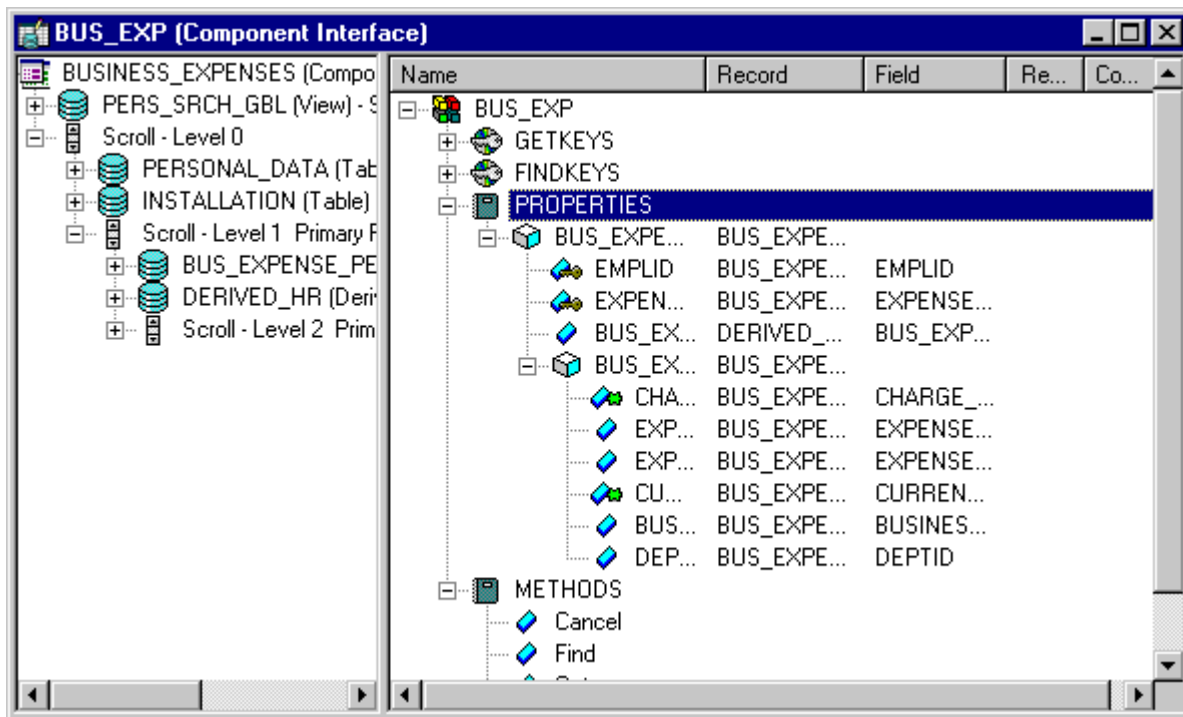 BUS_EXP (Component Interface)
BUSINESS_EXPENSES (Compo
PERS_SRCH_GBL (View) - S
Scroll - Level 0
PERSONAL_DATA (Tab
INSTALLATION (Table)
Scroll - Level 1 Primary F
BUS_EXPENSE_PE
DERIVED_HR (Deri
Scroll - Level 2 Prim
Name Record Field Re... Co...
BUS_EXP
GETKEYS
FINDKEYS
PROPERTIES
BUS_EXPE... BUS_EXPE...
EMPLID BUS_EXPE... EMPLID
EXPEN... BUS_EXPE... EXPENSE...
BUS_EX... DERIVED_... BUS_EXP...
BUS_EX... BUS_EXPE...
CHA... BUS_EXPE... CHARGE_...
EXP... BUS_EXPE... EXPENSE...
EXP... BUS_EXPE... EXPENSE...
CU... BUS_EXPE... CURREN...
BUS... BUS_EXPE... BUSINES...
DEP... BUS_EXPE... DEPTID
METHODS
Cancel
Find